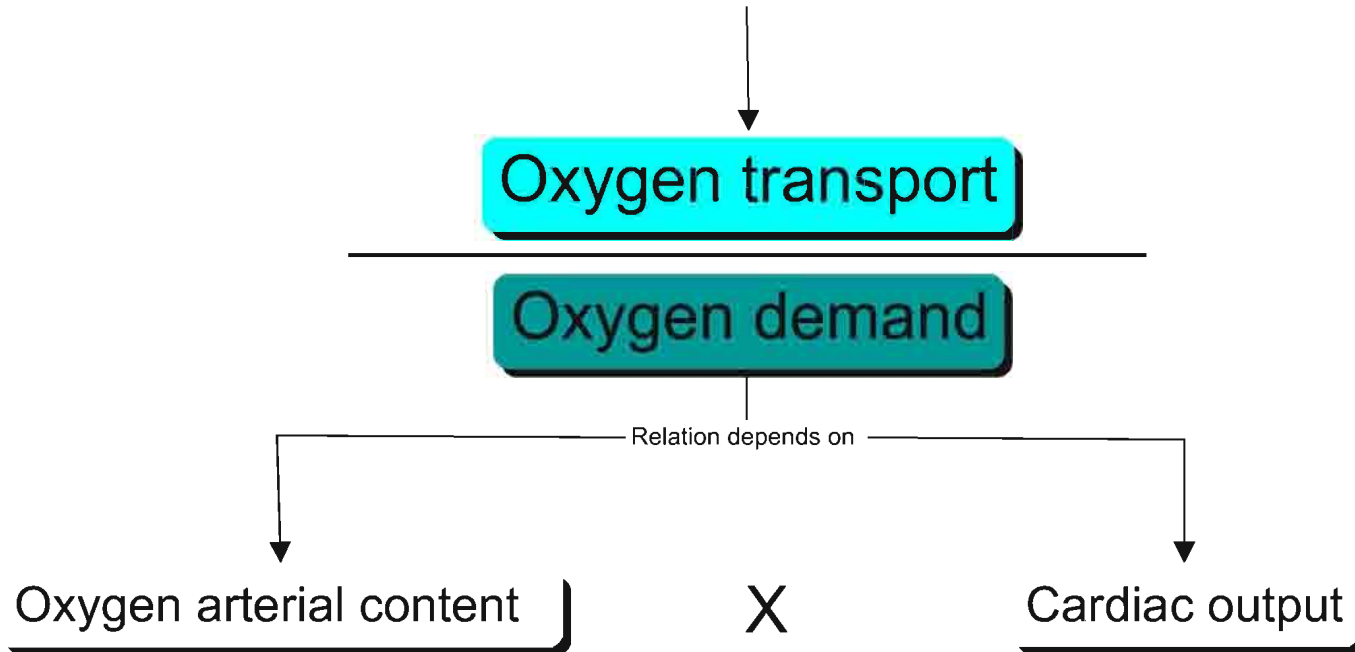 Oxygen transport
Oxygen demand
Relation depends on
Oxygen arterial content X Cardiac output